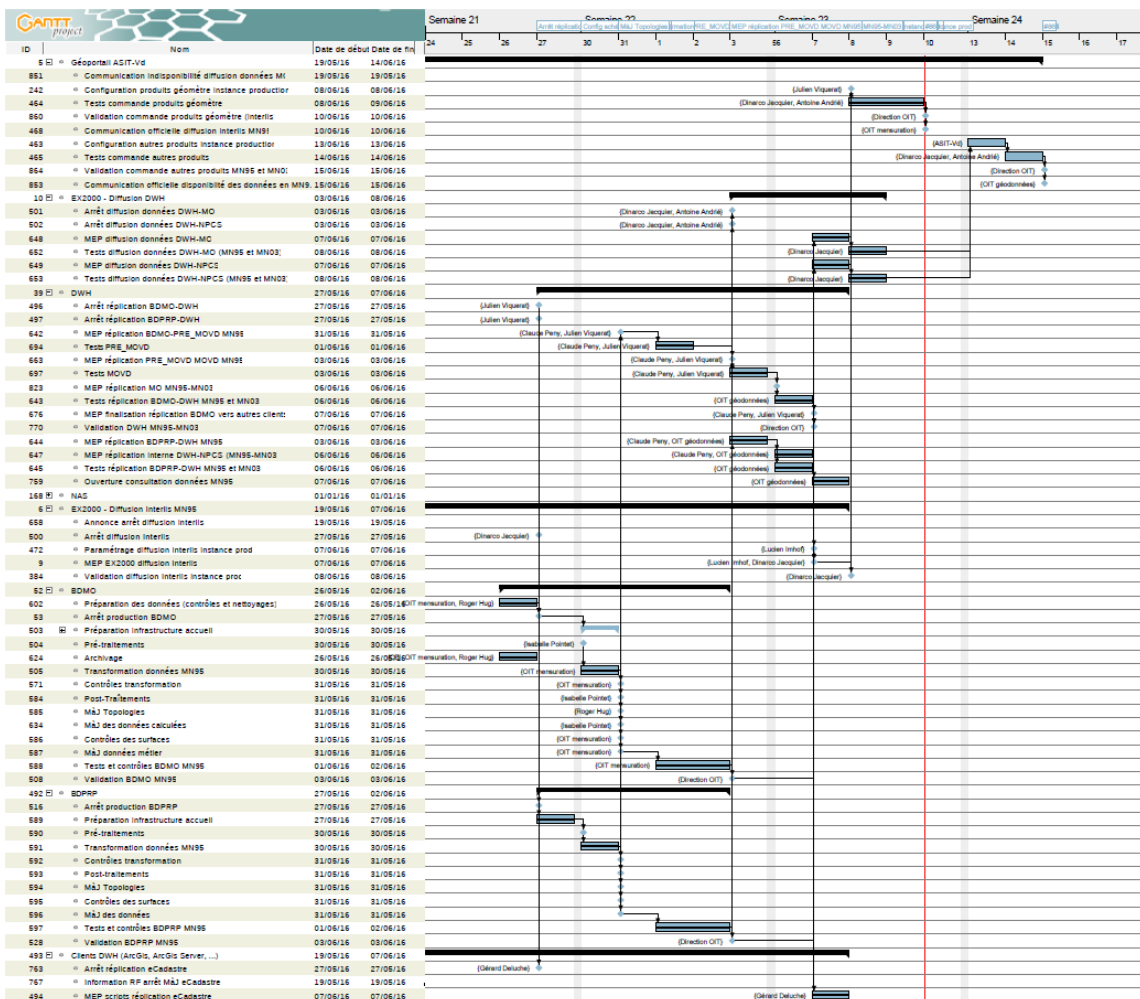 GANTT
project
Semaine 21 Semaine 22 Semaine 23 Semaine 24
ID Nom Date de début Date de fin
24 25 26 27 30 31 1 2 3 56 7 8 9 10 13 14 15 16 17
5 Géoportail ASIT-Vd 19/05/16 14/06/16
851 Communication indisponibilité diffusion données 19/05/16 19/05/16
242 Configuration produits géomètre instance production 08/06/16 08/06/16 {Julien Viquerat}
464 Tests commande produits géomètre 08/06/16 09/06/16 {Dinarco Jacquier, Antoine Andrié}
860 Validation commande produits géomètre (Interlis 10/06/16 10/06/16 {Direction OIT}
468 Communication officielle diffusion Interlis MN95 10/06/16 10/06/16 {OIT mensuration}
463 Configuration autres produits instance production 13/06/16 13/06/16 {ASIT-Vd}
465 Tests commande autres produits 14/06/16 14/06/16 {Dinarco Jacquier, Antoine Andrié}
864 Validation commande autres produits MN95 et MN03 15/06/16 15/06/16 {Direction OIT}
853 Communication officielle disponiblité des données en MN9. 15/06/16 15/06/16 {OIT géodonnées}
10 EX2000 - Diffusion DWH 03/06/16 08/06/16
501 Arrêt diffusion données DWH-MO 03/06/16 03/06/16 {Dinarco Jacquier, Antoine Andrié}
502 Arrêt diffusion données DWH-NPCS 03/06/16 03/06/16 {Dinarco Jacquier, Antoine Andrié}
648 MEP diffusion données DWH-MO 07/06/16 07/06/16
652 Tests diffusion données DWH-MO (MN95 et MN03) 08/06/16 08/06/16 {Dinarco Jacquier}
649 MEP diffusion données DWH-NPCS 07/06/16 07/06/16
653 Tests diffusion données DWH-NPCS (MN95 et MN03) 08/06/16 08/06/16 {Dinarco Jacquier}
39 DWH 27/05/16 07/06/16
496 Arrêt réplication BDMO-DWH 27/05/16 27/05/16 {Julien Viquerat}
497 Arrêt réplication BDPRP-DWH 27/05/16 27/05/16 {Julien Viquerat}
642 MEP réplication BDMO-PRE_MOVD MN95 31/05/16 31/05/16 {Claude Peny, Julien Viquerat}
694 Tests PRE_MOVD 01/06/16 01/06/16 {Claude Peny, Julien Viquerat}
663 MEP réplication PRE_MOVD MOVD MN95 03/06/16 03/06/16 {Claude Peny, Julien Viquerat}
697 Tests MOVD 03/06/16 03/06/16 {Claude Peny, Julien Viquerat}
823 MEP réplication MO MN95-MN03 06/06/16 06/06/16
643 Tests réplication BDMO-DWH MN95 et MN03 06/06/16 06/06/16 {OIT géodonnées}
676 MEP finalisation réplication BDMO vers autres clients 07/06/16 07/06/16 {Claude Peny, Julien Viquerat}
770 Validation DWH MN95-MN03 07/06/16 07/06/16 {Direction OIT}
644 MEP réplication BDPRP-DWH MN95 03/06/16 03/06/16 {Claude Peny, OIT géodonnées}
647 MEP réplication interne DWH-NPCS (MN95-MN03 06/06/16 06/06/16 {Claude Peny, OIT géodonnées}
645 Tests réplication BDPRP-DWH MN95 et MN03 06/06/16 06/06/16 {OIT géodonnées}
759 Ouverture consultation données MN95 07/06/16 07/06/16 {OIT géodonnées}
168 NAS 01/01/16 01/01/16
6 EX2000 - Diffusion Interlis MN95 19/05/16 07/06/16
658 Annonce arrêt diffusion Interlis 19/05/16 19/05/16
500 Arrêt diffusion Interlis 27/05/16 27/05/16 {Dinarco Jacquier}
472 Paramétrage diffusion Interlis instance prod 07/06/16 07/06/16 {Lucien Imhof}
9 MEP EX2000 diffusion Interlis 07/06/16 07/06/16 {Lucien Imhof, Dinarco Jacquier}
384 Validation diffusion Interlis instance proc 08/06/16 08/06/16 {Dinarco Jacquier}
52 BDMO 26/05/16 02/06/16
602 Préparation des données (contrôles et nettoyages) 26/05/16 26/05/16 {OIT mensuration, Roger Hug}
53 Arrêt production BDMO 27/05/16 27/05/16
503 Préparation infrastructure accueil 30/05/16 30/05/16
504 Pré-traitements 30/05/16 30/05/16 {Isabelle Pointet}
624 Archivage 26/05/16 OIT mensuration, Roger Hug}
505 Transformation données MN95 30/05/16 30/05/16 {OIT mensuration}
571 Contrôles transformation 31/05/16 31/05/16 {OIT mensuration}
584 Post-Traitements 31/05/16 31/05/16 {Isabelle Pointet}
585 MàJ Topologies 31/05/16 31/05/16 {Roger Hug}
634 MàJ des données calculées 31/05/16 31/05/16 {Isabelle Pointet}
586 Contrôles des surfaces 31/05/16 31/05/16 {OIT mensuration}
587 MàJ données métier 31/05/16 31/05/16 {OIT mensuration}
588 Tests et contrôles BDMO MN95 01/06/16 02/06/16 {OIT mensuration}
508 Validation BDMO MN95 03/06/16 03/06/16 {Direction OIT}
492 BDPRP 27/05/16 02/06/16
516 Arrêt production BDPRP 27/05/16 27/05/16
589 Préparation infrastructure accueil 27/05/16 27/05/16
590 Pré-traitements 30/05/16 30/05/16
591 Transformation données MN95 30/05/16 30/05/16
592 Contrôles transformation 31/05/16 31/05/16
593 Post-traitements 31/05/16 31/05/16
594 MàJ Topologies 31/05/16 31/05/16
595 Contrôles des surfaces 31/05/16 31/05/16
596 MàJ des données 31/05/16 31/05/16
597 Tests et contrôles BDPRP MN95 01/06/16 02/06/16
528 Validation BDPRP MN95 03/06/16 03/06/16 {Direction OIT}
493 Clients DWH (ArcGis, ArcGis Server, ...) 19/05/16 07/06/16
763 Arrêt réplication eCadastre 27/05/16 27/05/16 {Gérard Deluche}
767 Information RF arrêt MàJ eCadastre 19/05/16 19/05/16
494 MEP scripts réplication eCadastre 07/06/16 07/06/16 {Gérard Deluche}